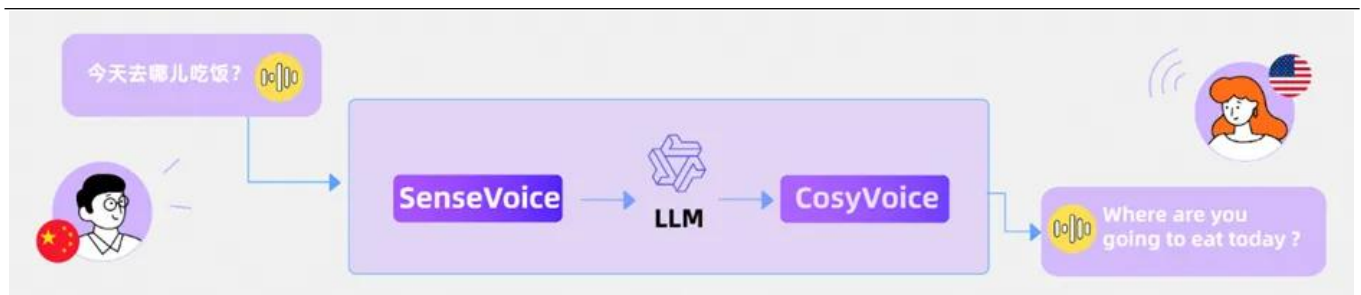 今天去哪儿吃饭?
SenseVoice
LLM
CosyVoice
Where are you
going to eat today ?